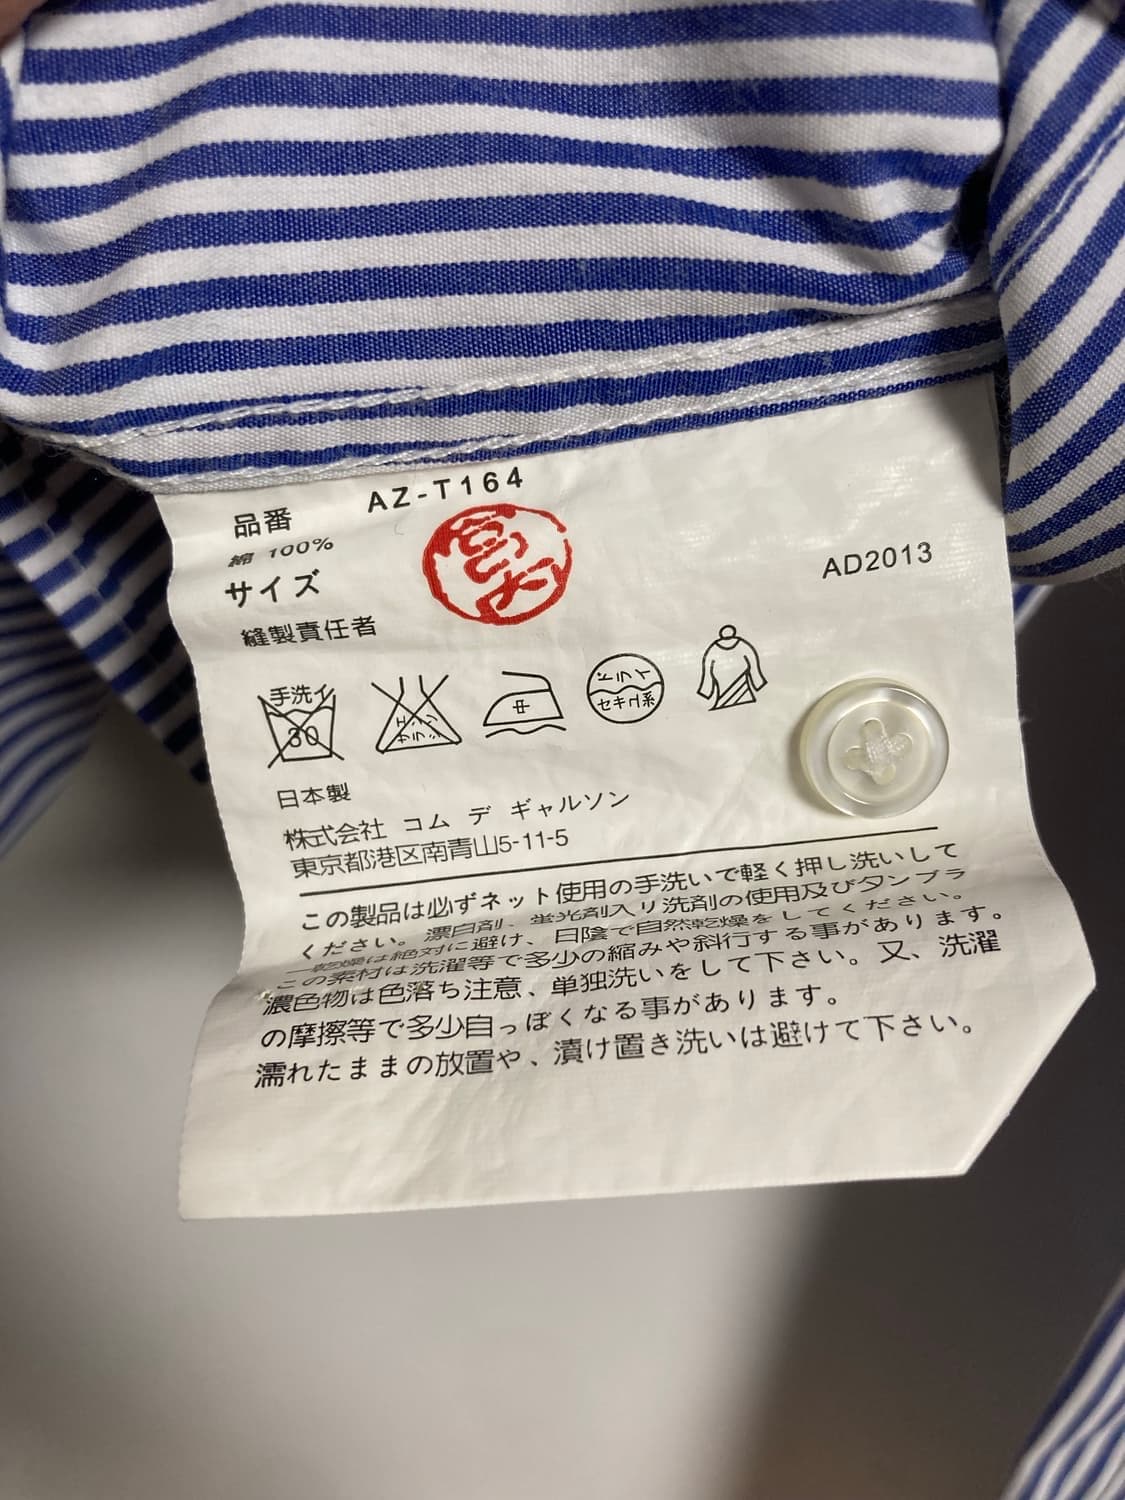 品番 AZ-T164
綿 100%
サイズ
AD2013
縫製責任者
手洗イ
30
エンソ
サラシ
中
ドライ
セキユ系
日本製
株式会社 コム デ ギャルソン
東京都港区南青山5-11-5
この製品は必ずネット使用の手洗いで軽く押し洗いして
ください。漂白剤、蛍光剤入り洗剤の使用及びタンブラ
ー乾燥は絶対に避け、日陰で自然乾燥をしてください。
この素材は洗濯等で多少の縮みや斜行する事があります。
濃色物は色落ち注意、単独洗いをして下さい。又、洗濯
の摩擦等で多少白っぽくなる事があります。
濡れたままの放置や、漬け置き洗いは避けて下さい。